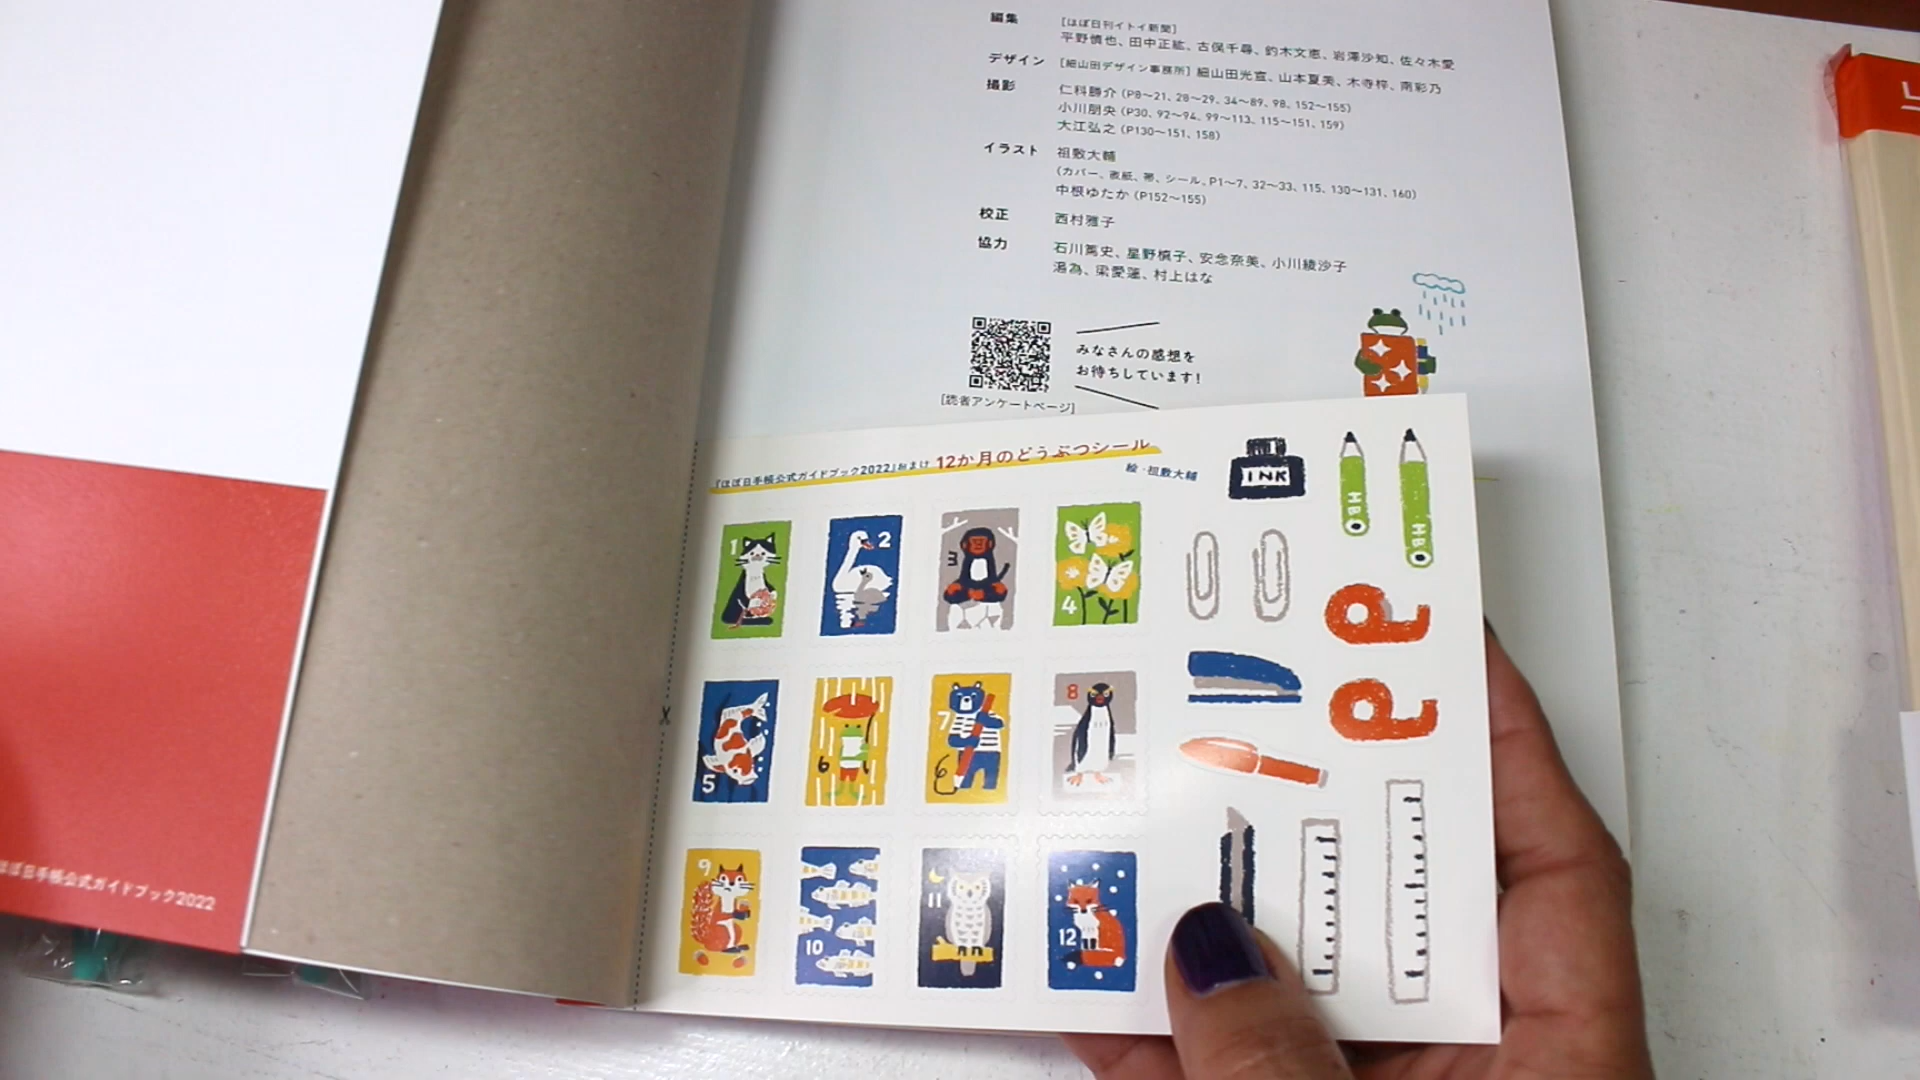 編集
[ほぼ日刊イトイ新聞]
平野慎也、田中正紘、古俣千尋、釣木文恵、岩澤沙知、佐々木愛
デザイン [細山田デザイン事務所] 細山田光宣、山本夏美、木寺梓、南彩乃
撮影 仁科勝介(P8〜21、28〜29、34〜89、98、152〜155)
小川朋央(P30、92〜94、99〜113、115〜151、159)
大江弘之(P130〜151、158)
イラスト 祖敷大輔
(カバー、表紙、帯、シール、P1〜7、32〜33、115、130〜131、160)
中根ゆたか(P152〜155)
校正 西村雅子
協力 石川篤史、星野槙子、安念奈美、小川綾沙子
湯為、梁愛蓮、村上はな
みなさんの感想を
お待ちしています!
[読者アンケートページ]
『ほぼ日手帳公式ガイドブック2022』おまけ 12か月のどうぶつシール
絵・祖敷大輔
INK
HB
HB
1
2
3
4
5
6
7
8
9
10
11
12
ほぼ日手帳公式ガイドブック2022